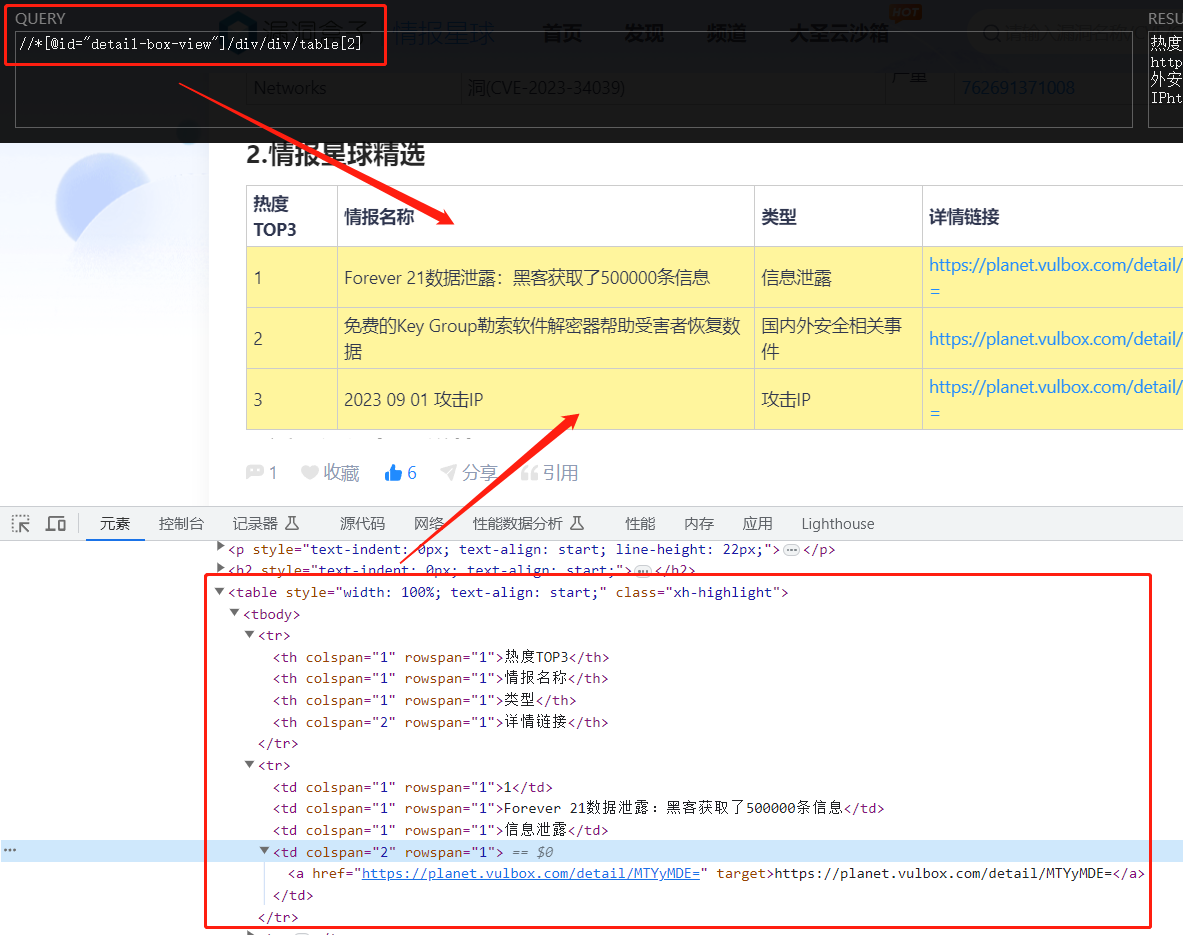 QUERY
RESU
//*[@id="detail-box-view"]/div/div/table[2]
情报星球 首页 发现 频道 大圣云沙箱 HOT
热度
http
外安
IPht
Networks 洞(CVE-2023-34039) 严重 762691371008
2.情报星球精选
热度TOP3 情报名称 类型 详情链接
1 Forever 21数据泄露：黑客获取了500000条信息 信息泄露 https://planet.vulbox.com/detail/
=
2 免费的Key Group勒索软件解密器帮助受害者恢复数据 国内外安全相关事件 https://planet.vulbox.com/detail/
3 2023 09 01 攻击IP 攻击IP https://planet.vulbox.com/detail/
=
1 收藏 6 分享 引用
元素 控制台 记录器 源代码 网络 性能数据分析 性能 内存 应用 Lighthouse
<p style="text-indent: 0px; text-align: start; line-height: 22px;">…</p>
<h2 style="text-indent: 0px; text-align: start;">…</h2>
<table style="width: 100%; text-align: start;" class="xh-highlight">
<tbody>
<tr>
<th colspan="1" rowspan="1">热度TOP3</th>
<th colspan="1" rowspan="1">情报名称</th>
<th colspan="1" rowspan="1">类型</th>
<th colspan="2" rowspan="1">详情链接</th>
</tr>
<tr>
<td colspan="1" rowspan="1">1</td>
<td colspan="1" rowspan="1">Forever 21数据泄露：黑客获取了500000条信息</td>
<td colspan="1" rowspan="1">信息泄露</td>
<td colspan="2" rowspan="1"> == $0
<a href="https://planet.vulbox.com/detail/MTYyMDE=" target>https://planet.vulbox.com/detail/MTYyMDE=</a>
</td>
</tr>